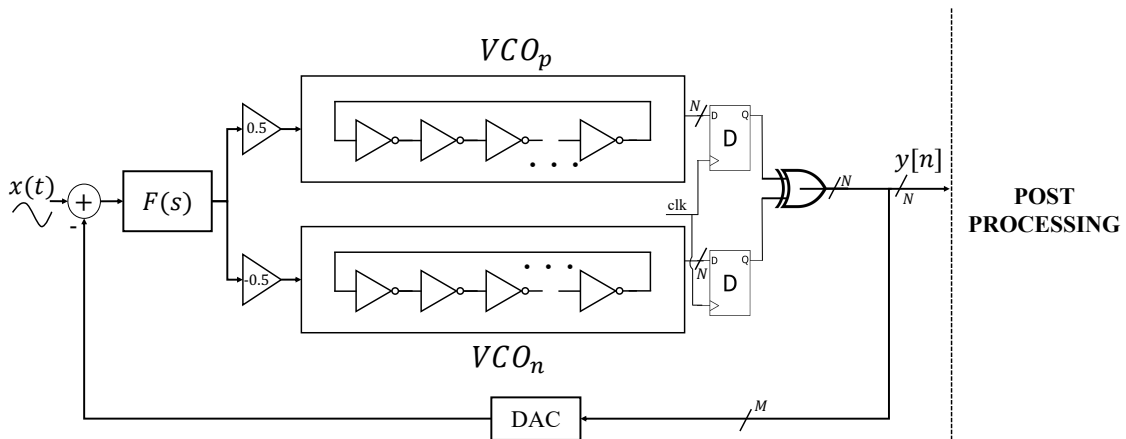 VCO_p
0.5
• • •
N
D
Q
D
x(t)
+
-
F(s)
clk
N
y[n]
N
POST
PROCESSING
-0.5
• • •
N
D
Q
D
VCO_n
DAC
M